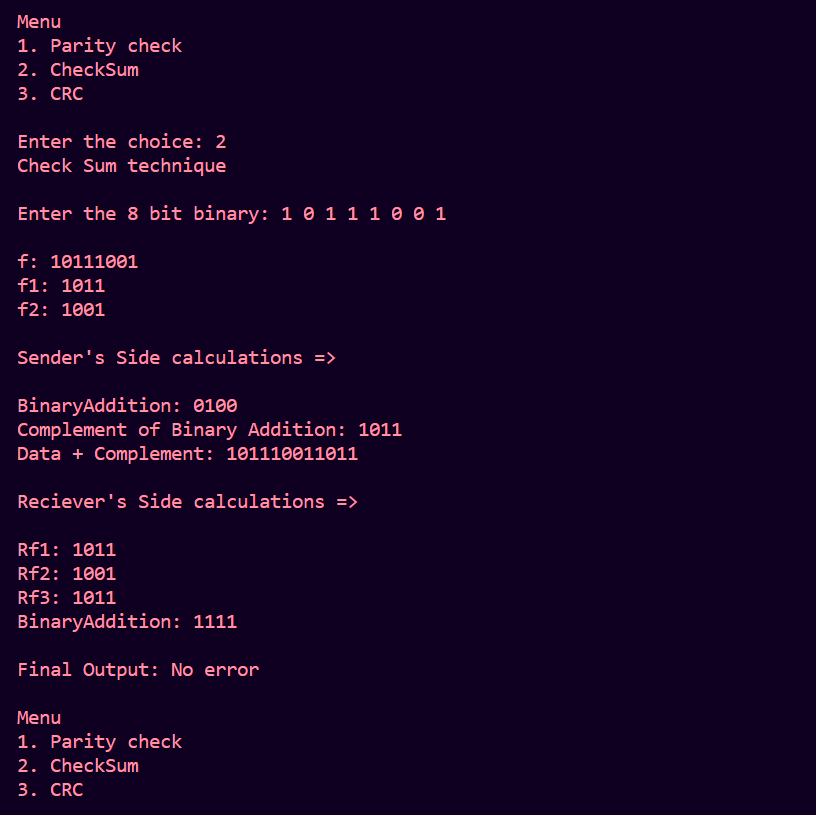 Menu
1. Parity check
2. CheckSum
3. CRC
Enter the choice: 2
Check Sum technique
Enter the 8 bit binary: 1 0 1 1 1 0 0 1
f: 10111001
f1: 1011
f2: 1001
Sender's Side calculations =>
BinaryAddition: 0100
Complement of Binary Addition: 1011
Data + Complement: 101110011011
Reciever's Side calculations =>
Rf1: 1011
Rf2: 1001
Rf3: 1011
BinaryAddition: 1111
Final Output: No error
Menu
1. Parity check
2. CheckSum
3. CRC